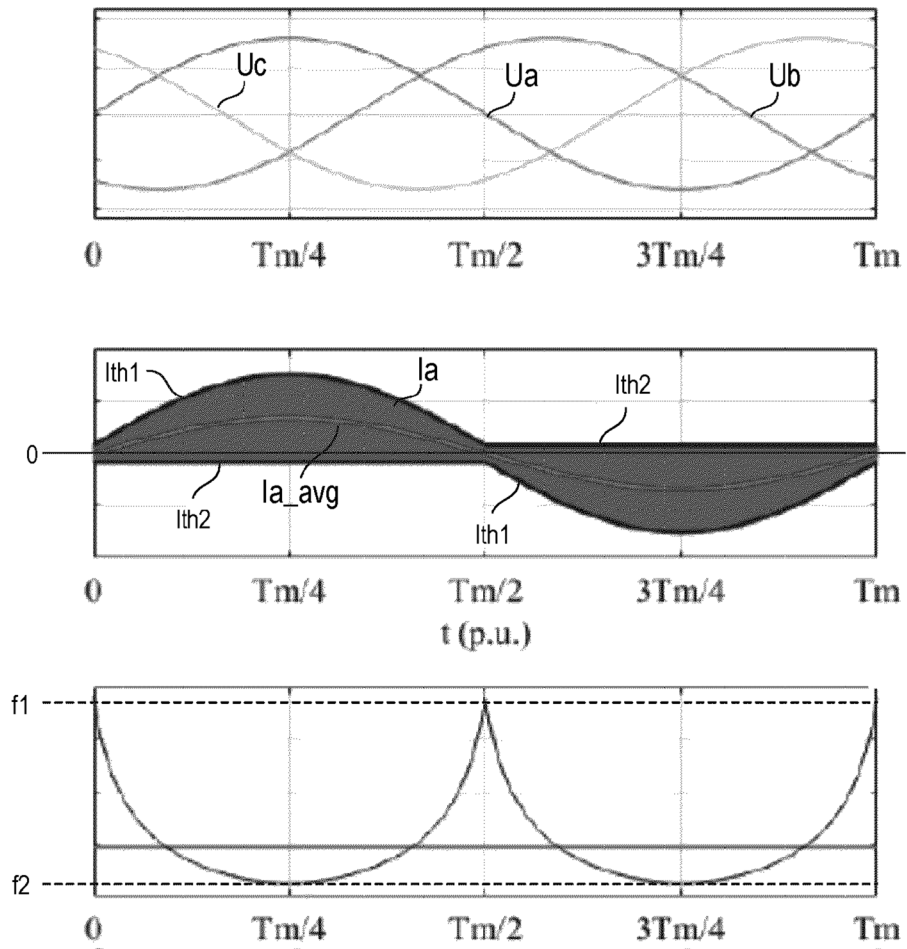 Uc
Ua
Ub
0 Tm/4 Tm/2 3Tm/4 Tm
Ith1
Ia
Ith2
0
Ith2
Ia_avg
Ith1
0 Tm/4 Tm/2 3Tm/4 Tm
t (p.u.)
f1
f2
0 Tm/4 Tm/2 3Tm/4 Tm